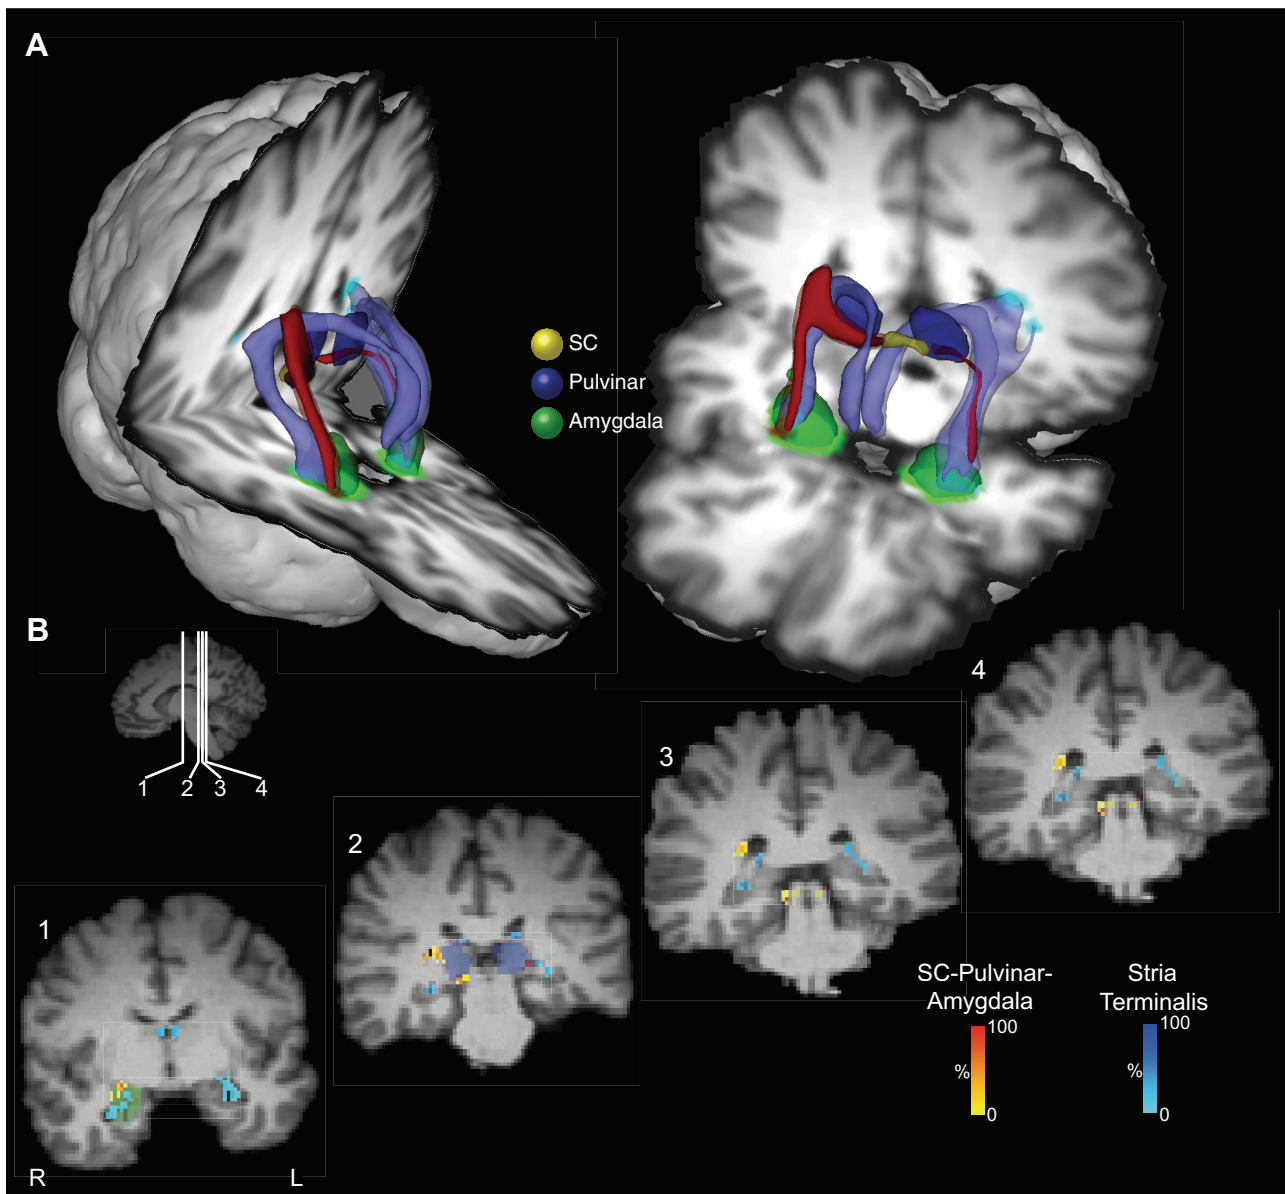 A
SC
Pulvinar
Amygdala
B
1 2 3 4
4
3
2
1
SC-Pulvinar-
Amygdala
100
%
0
Stria
Terminalis
100
%
0
R L